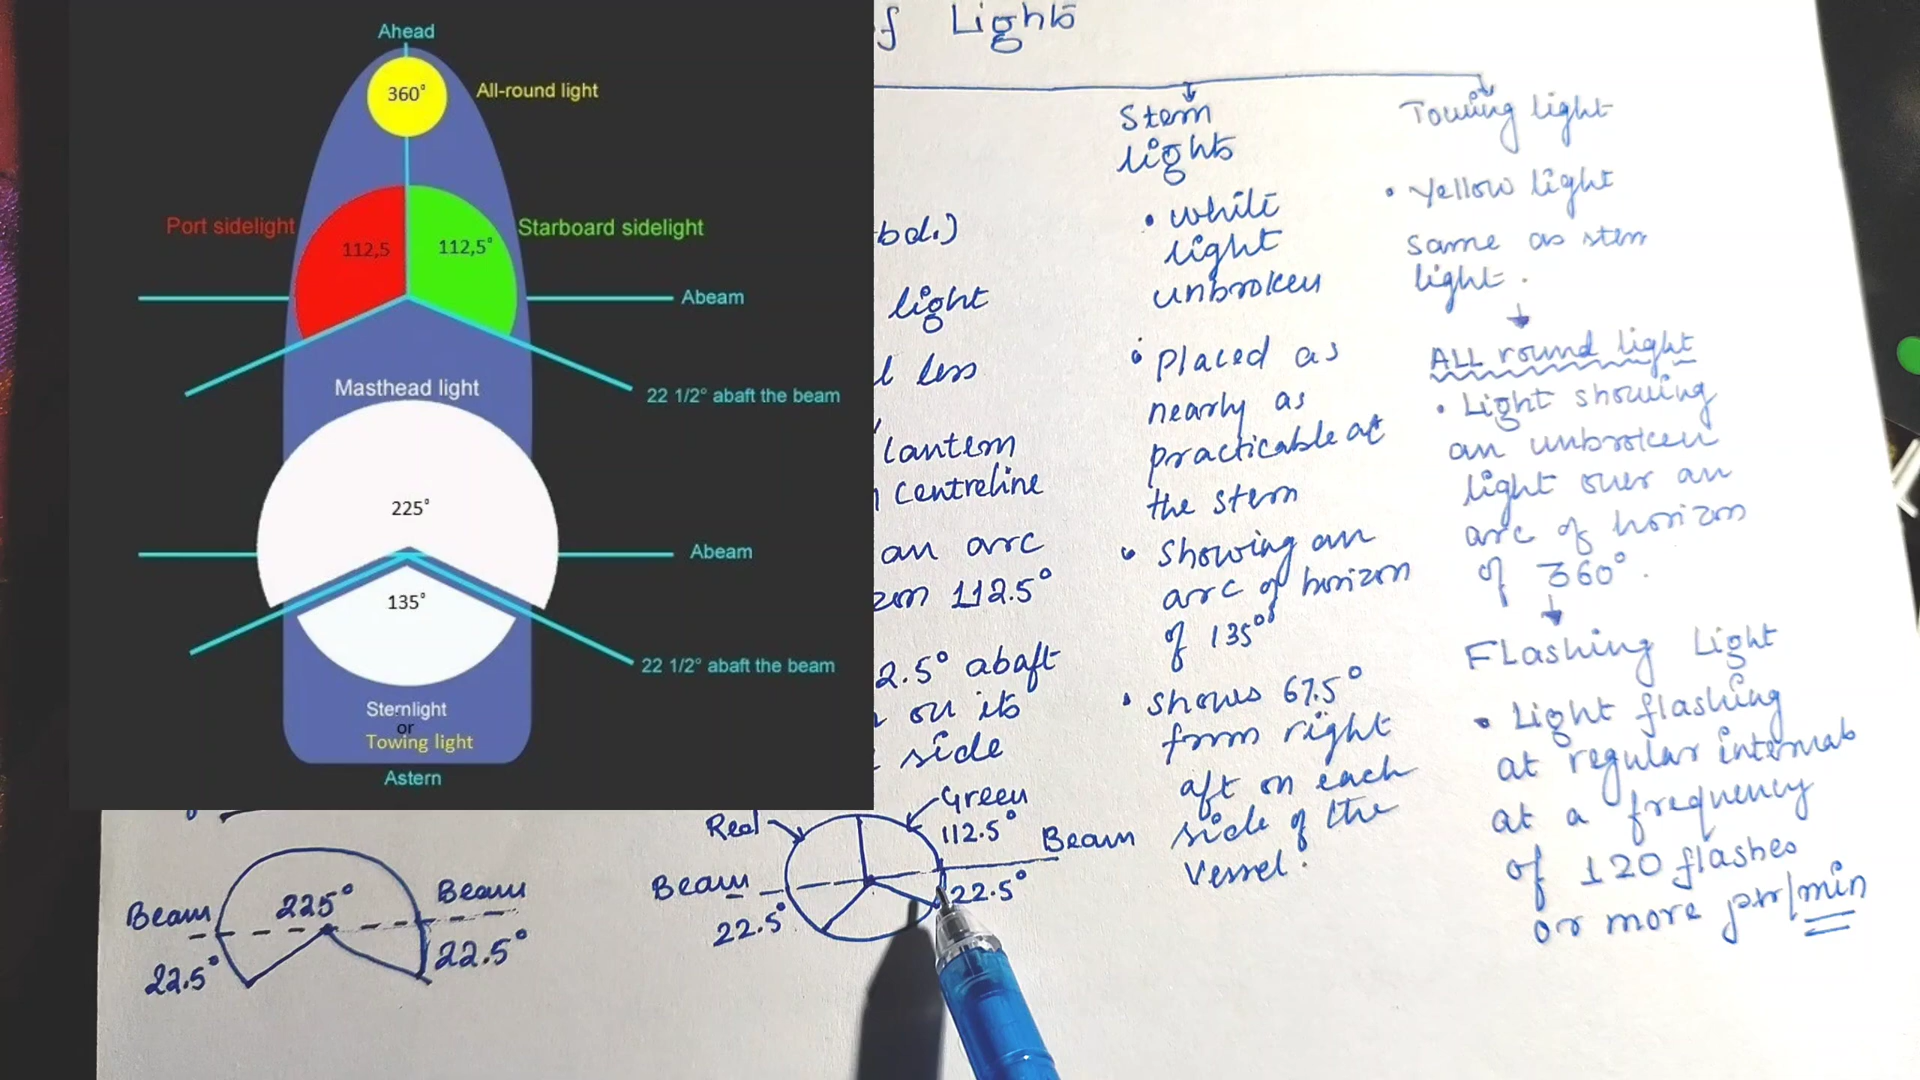 Ahead
360°
All-round light
Port sidelight
112,5
112,5°
Starboard sidelight
Abeam
22 1/2° abaft the beam
Masthead light
225°
Abeam
135°
22 1/2° abaft the beam
Sternlight
or
Towing light
Astern
of Lights
bd.)
light
l less
lantern
centreline
an arc
zon 112.5°
2.5° abaft
on its
side
Stern
lights
• white
light
unbroken
• Placed as
nearly as
practicable at
the stern
• Showing an
arc of horizon
of 135°
• Shows 67.5°
from right
aft on each
side of the
vessel.
Towing light
• Yellow light
same as stern
light.
ALL round light
• Light showing
an unbroken
light over an
arc of horizon
of 360°.
Flashing Light
• Light flashing
at regular intervals
at a frequency
of 120 flashes
or more per/min
Beam
225°
Beam
22.5°
22.5°
Red
Green
112.5°
Beam
Beam
22.5°
22.5°